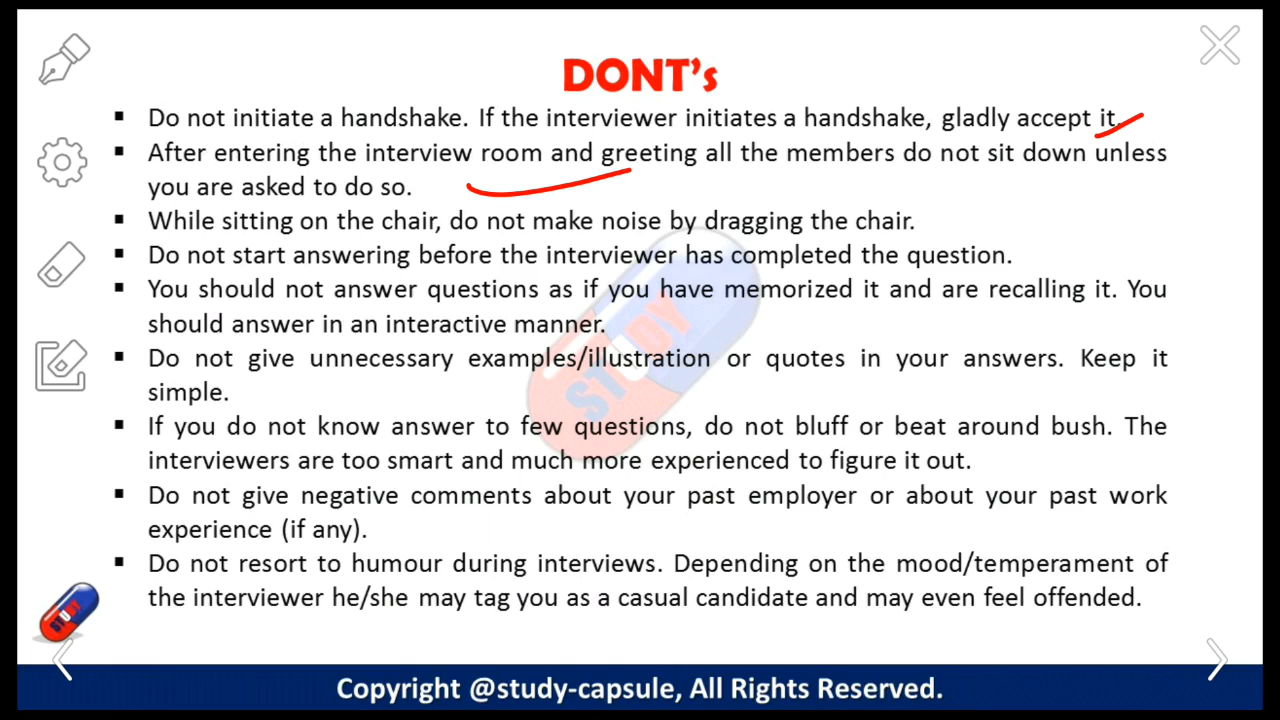 DONT's
▪ Do not initiate a handshake. If the interviewer initiates a handshake, gladly accept it.
▪ After entering the interview room and greeting all the members do not sit down unless
you are asked to do so.
▪ While sitting on the chair, do not make noise by dragging the chair.
▪ Do not start answering before the interviewer has completed the question.
▪ You should not answer questions as if you have memorized it and are recalling it. You
should answer in an interactive manner.
▪ Do not give unnecessary examples/illustration or quotes in your answers. Keep it
simple.
▪ If you do not know answer to few questions, do not bluff or beat around bush. The
interviewers are too smart and much more experienced to figure it out.
▪ Do not give negative comments about your past employer or about your past work
experience (if any).
▪ Do not resort to humour during interviews. Depending on the mood/temperament of
the interviewer he/she may tag you as a casual candidate and may even feel offended.
STUDY
STUDY
Copyright @study-capsule, All Rights Reserved.